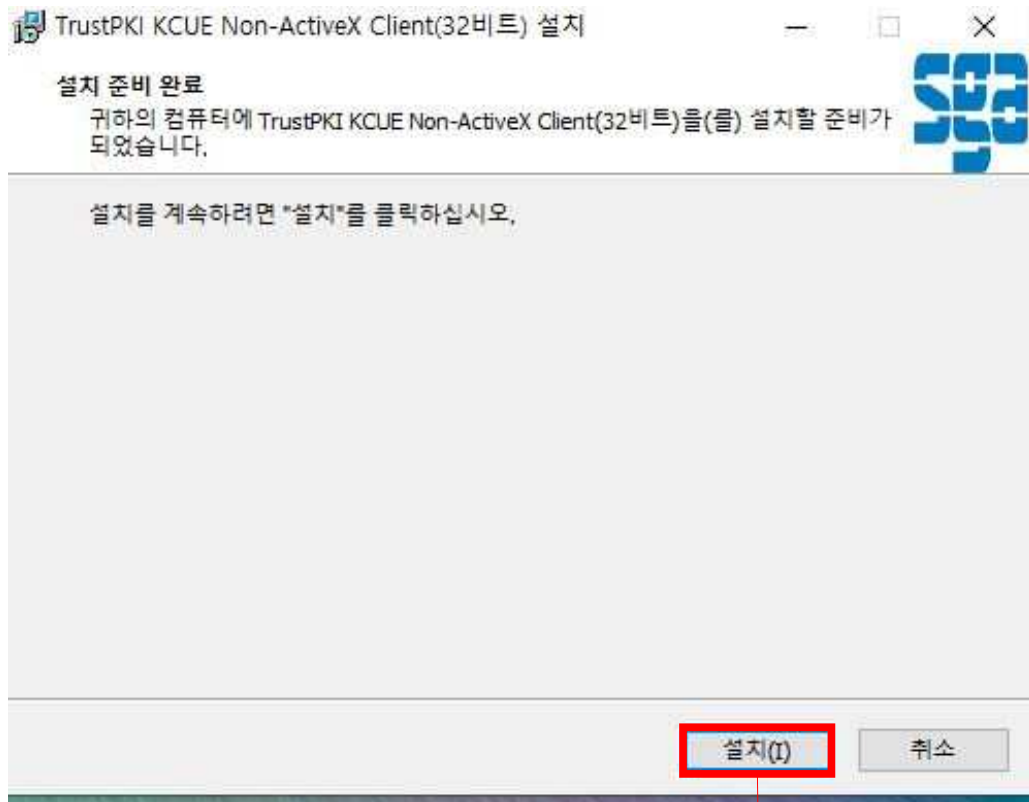 TrustPKI KCUE Non-ActiveX Client(32비트) 설치
설치 준비 완료
귀하의 컴퓨터에 TrustPKI KCUE Non-ActiveX Client(32비트)을(를) 설치할 준비가
되었습니다.
설치를 계속하려면 "설치"를 클릭하십시오.
설치(I)
취소